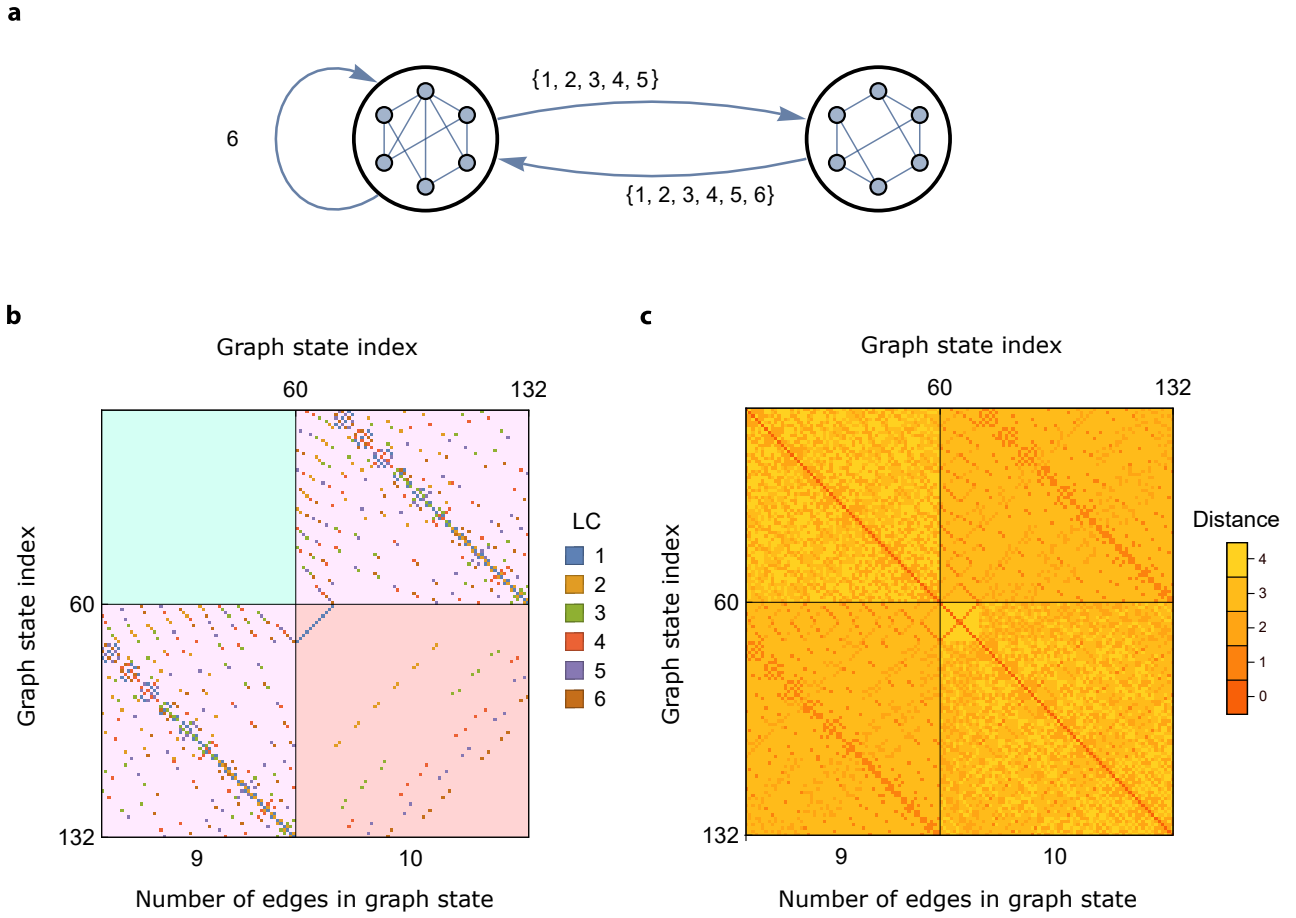 a
{1, 2, 3, 4, 5}
6
{1, 2, 3, 4, 5, 6}
b
Graph state index
60
132
Graph state index
60
132
9
10
Number of edges in graph state
LC
1
2
3
4
5
6
c
Graph state index
60
132
Graph state index
60
132
9
10
Number of edges in graph state
Distance
4
3
2
1
0